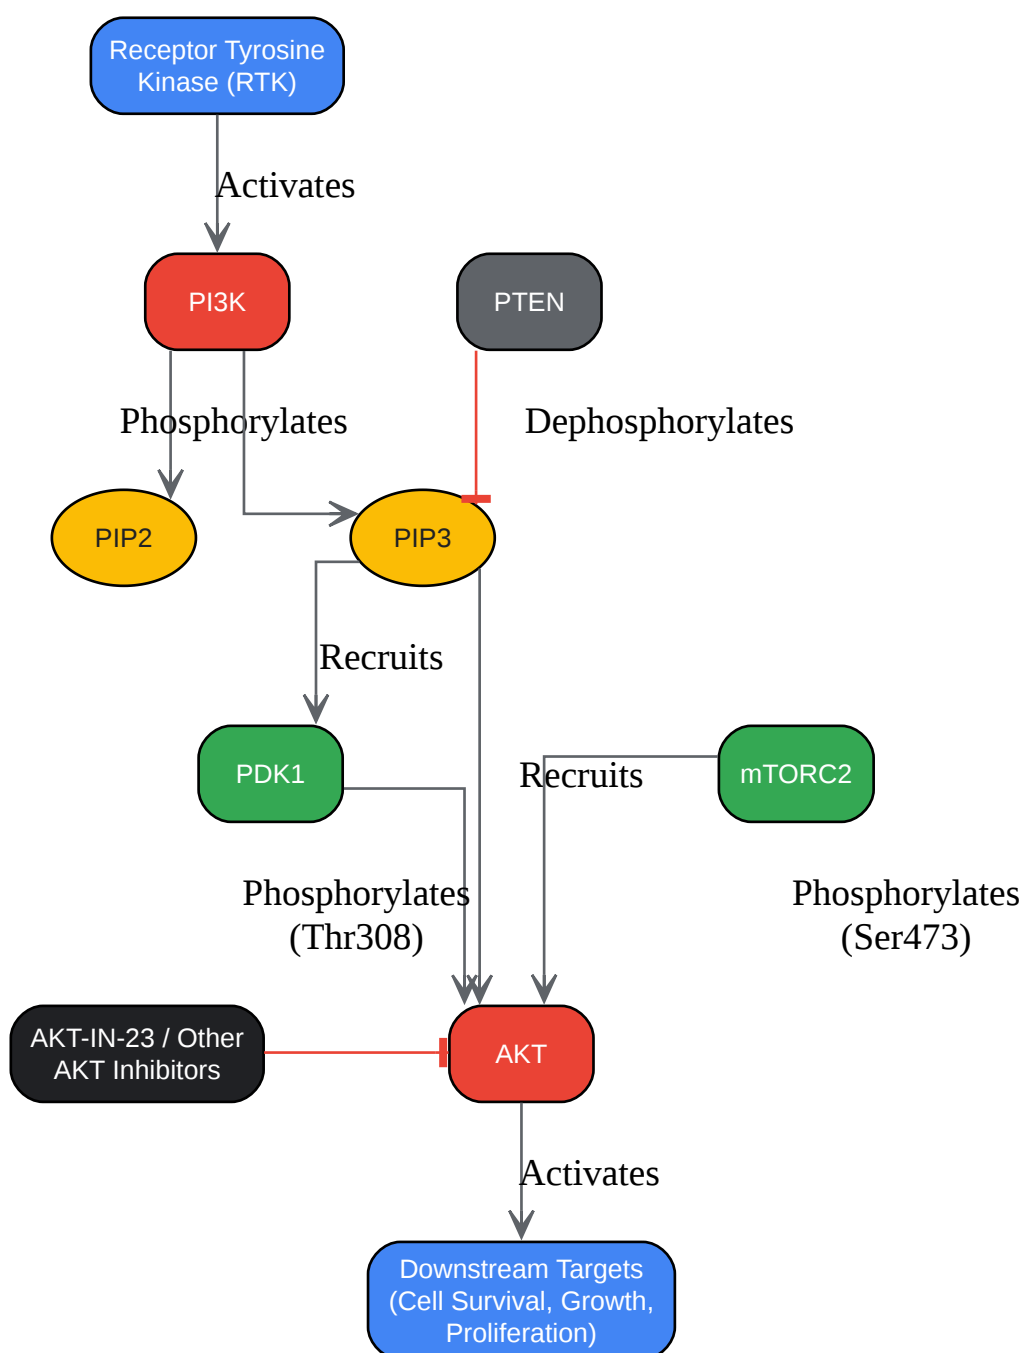 Receptor Tyrosine
Kinase (RTK)
Activates
PI3K
PTEN
Phosphorylates
Dephosphorylates
PIP2
PIP3
Recruits
PDK1
Recruits
mTORC2
Phosphorylates
(Thr308)
Phosphorylates
(Ser473)
AKT-IN-23 / Other
AKT Inhibitors
AKT
Activates
Downstream Targets
(Cell Survival, Growth,
Proliferation)